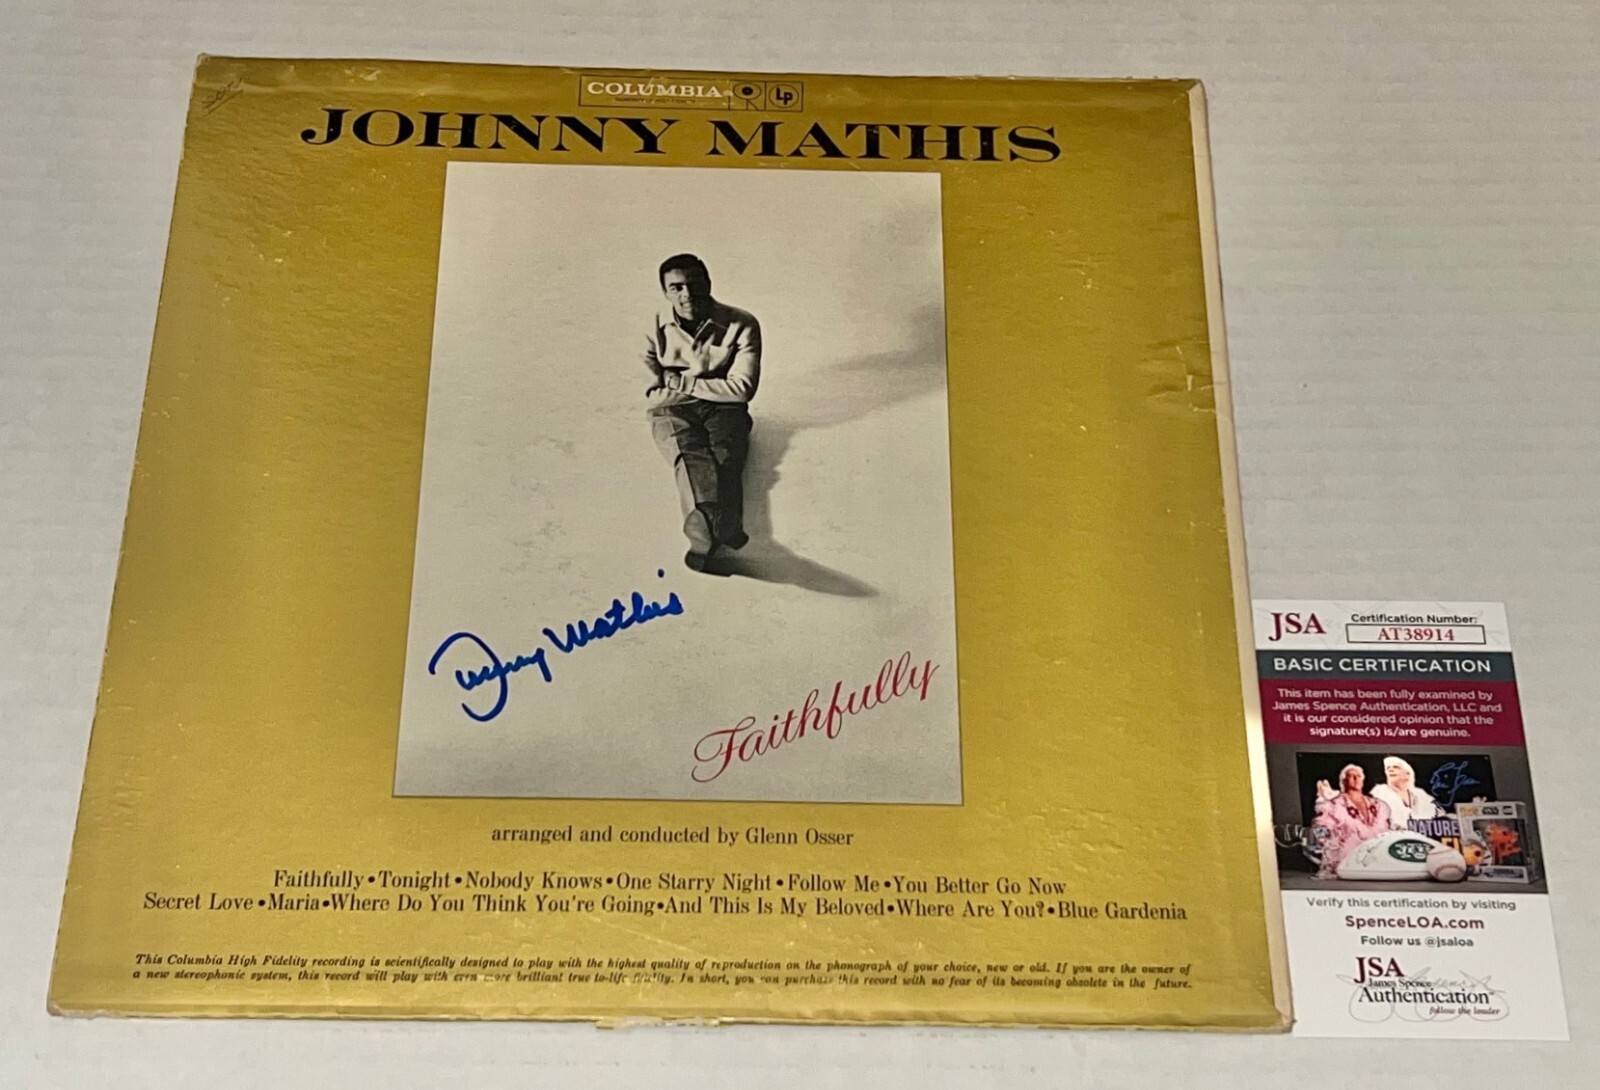 COLUMBIA LP
JOHNNY MATHIS
Johnny Mathis
Faithfully
arranged and conducted by Glenn Osser
Faithfully•Tonight•Nobody Knows•One Starry Night•Follow Me•You Better Go Now
Secret Love•Maria•Where Do You Think You're Going•And This Is My Beloved•Where Are You?•Blue Gardenia
This Columbia High Fidelity recording is scientifically designed to play with the highest quality of reproduction on the phonograph of your choice, new or old. If you are the owner of
a new stereophonic system, this record will play with even more brilliant true-to-life fidelity. In short, you can purchase this record with no fear of its becoming obsolete in the future.
JSA
Certification Number:
AT38914
BASIC CERTIFICATION
This item has been fully examined by
James Spence Authentication, LLC and
it is our considered opinion that the
signature(s) is/are genuine.
NATURE
Verify this certification by visiting
SpenceLOA.com
Follow us @jsaloa
JSA
James Spence
Authentication
follow the leader